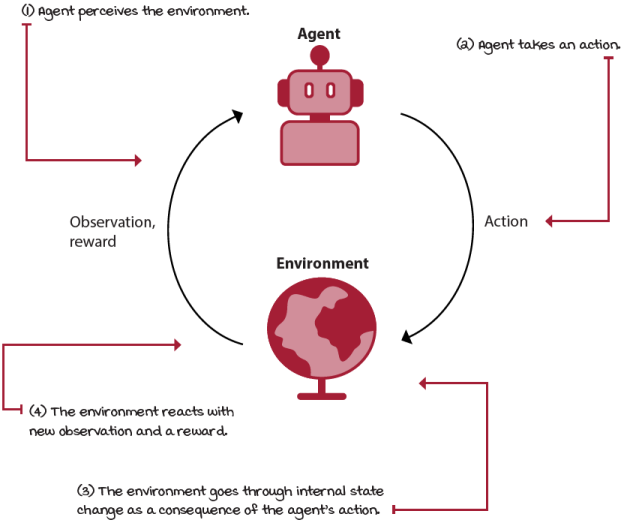 (1) Agent perceives the environment.
Agent
(2) Agent takes an action.
Observation,
reward
Action
Environment
(4) The environment reacts with
new observation and a reward.
(3) The environment goes through internal state
change as a consequence of the agent's action.